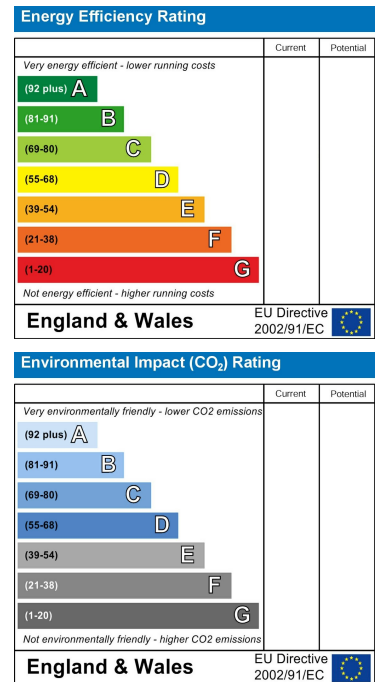 Energy Efficiency Rating
Current Potential
Very energy efficient - lower running costs
(92 plus) A
(81-91) B
(69-80) C
(55-68) D
(39-54) E
(21-38) F
(1-20) G
Not energy efficient - higher running costs
England & Wales
EU Directive
2002/91/EC
Environmental Impact (CO₂) Rating
Current Potential
Very environmentally friendly - lower CO2 emissions
(92 plus) A
(81-91) B
(69-80) C
(55-68) D
(39-54) E
(21-38) F
(1-20) G
Not environmentally friendly - higher CO2 emissions
England & Wales
EU Directive
2002/91/EC